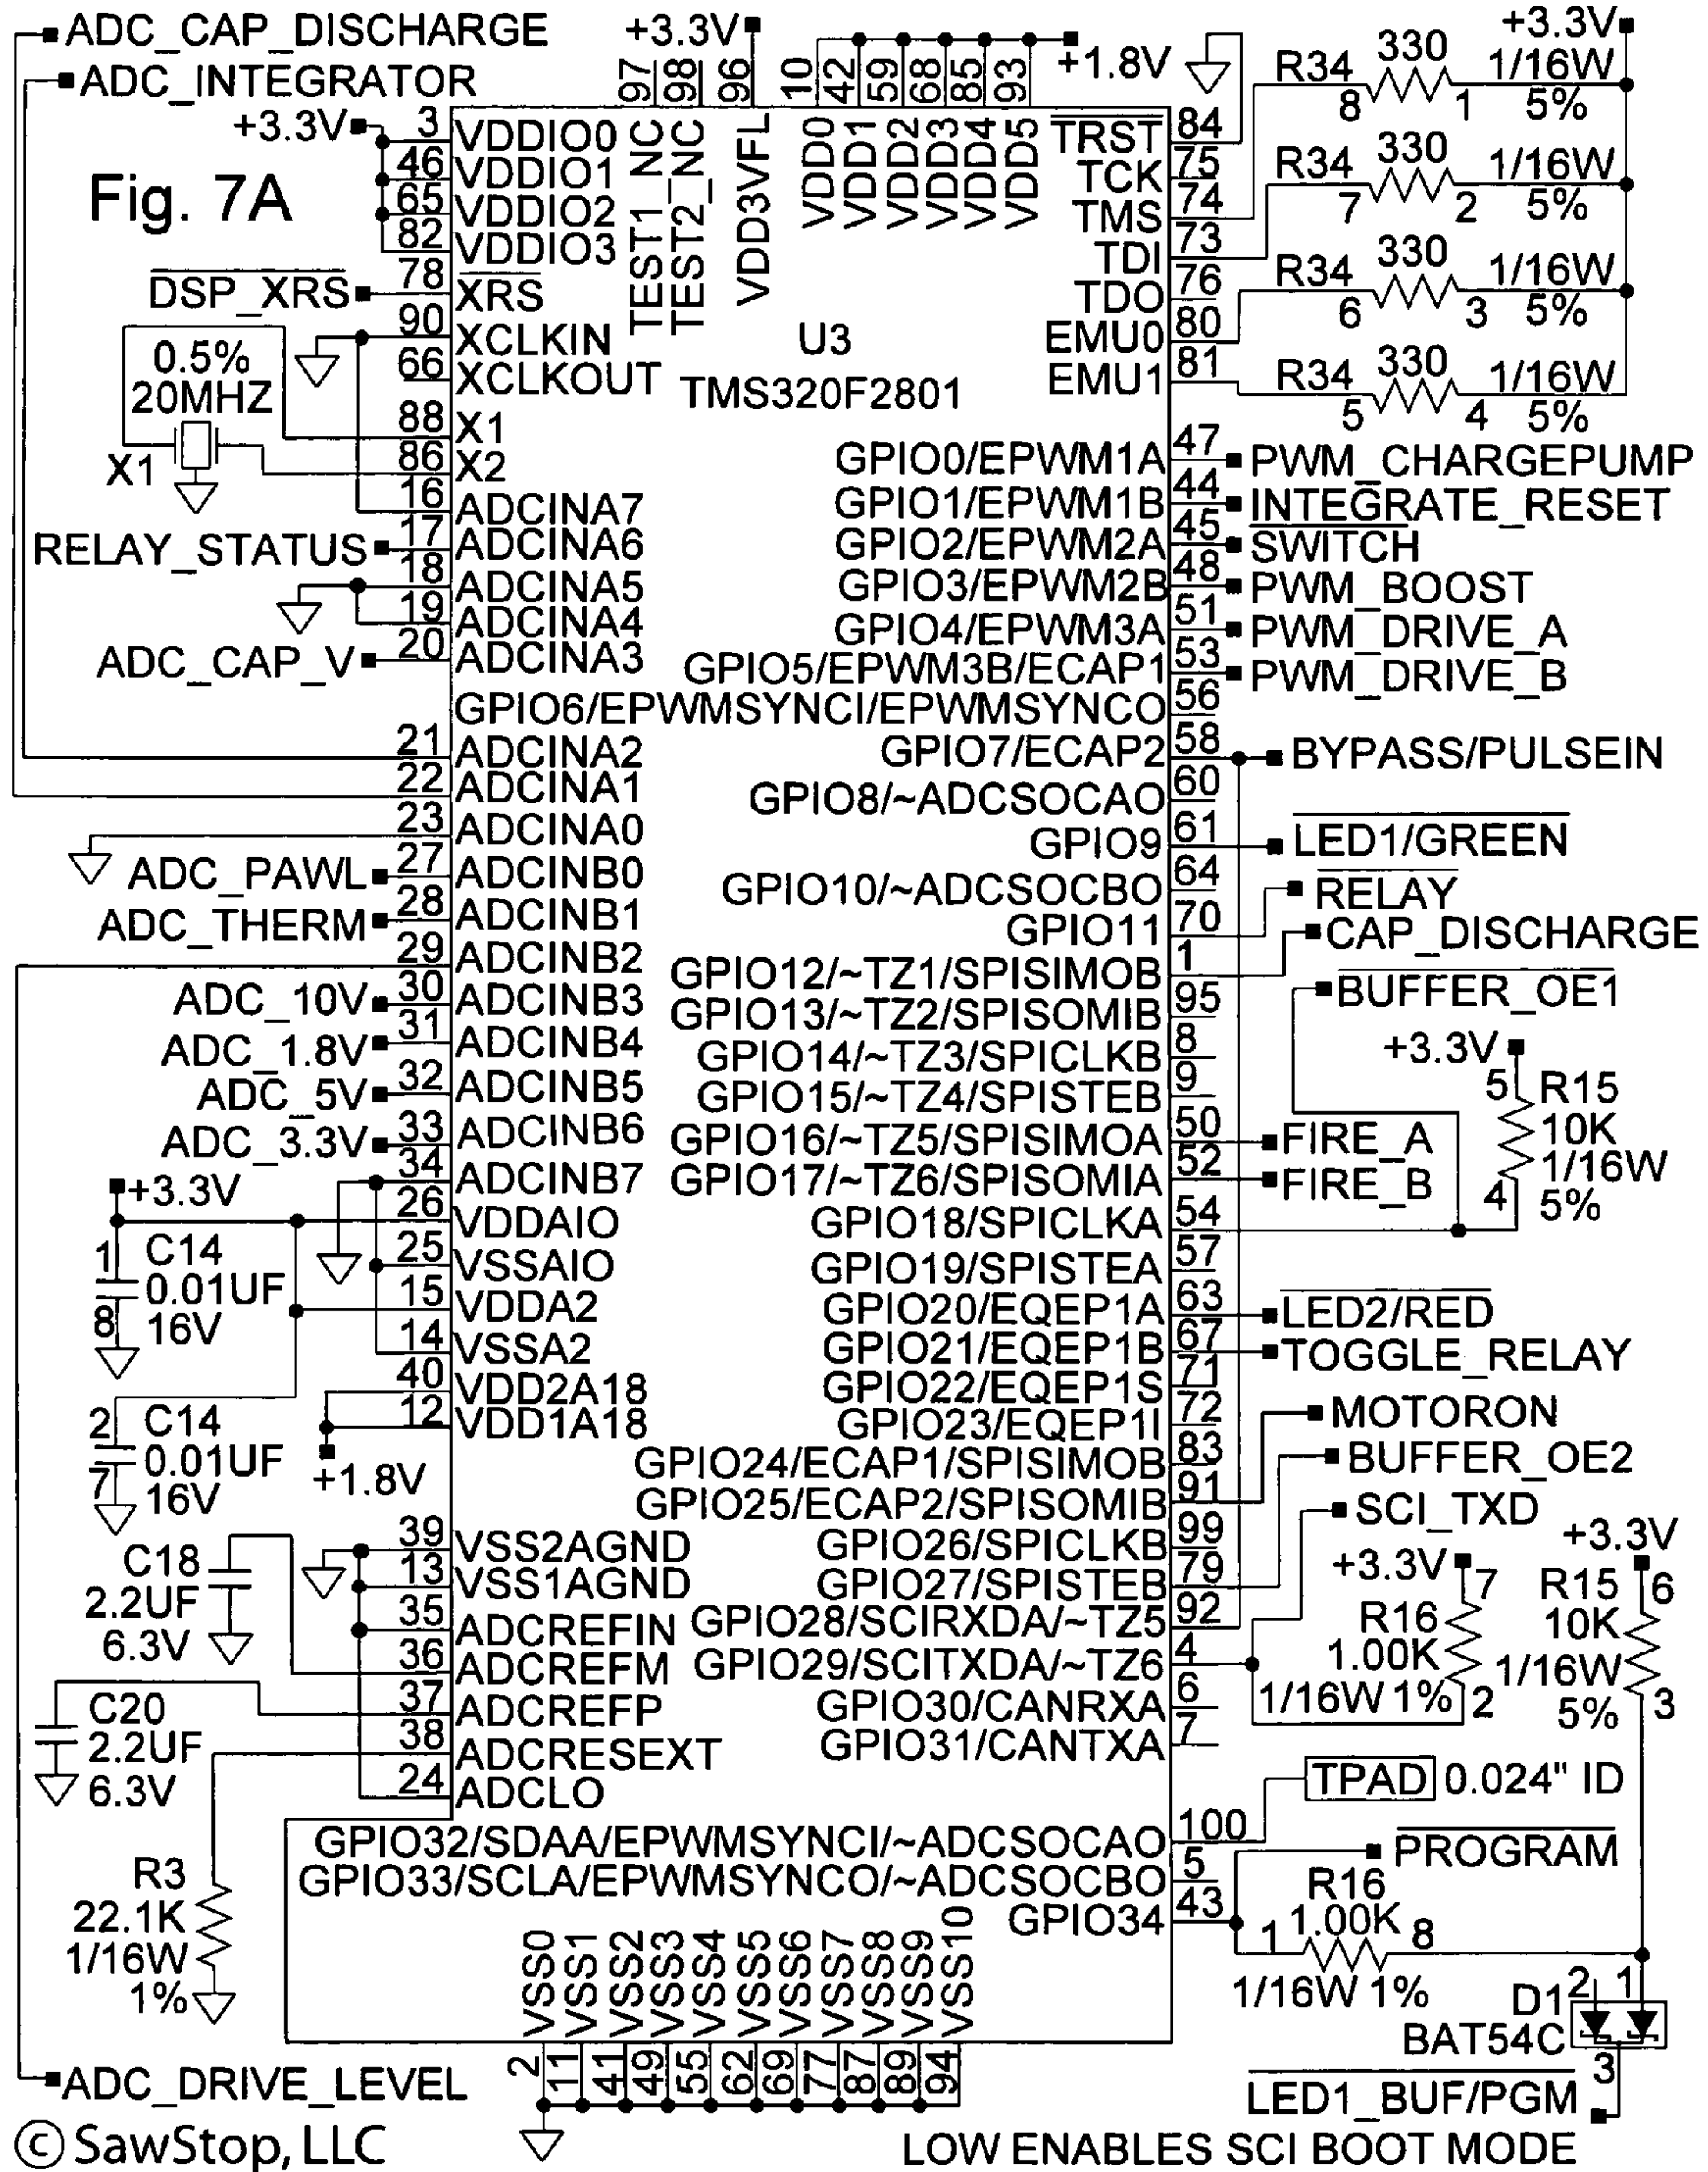 ADC_CAP_DISCHARGE
ADC_INTEGRATOR
Fig. 7A
+3.3V
3 VDDIO0
46 VDDIO1
65 VDDIO2
82 VDDIO3
DSP_XRS 78 XRS
90 XCLKIN
66 XCLKOUT
0.5%
20MHZ
X1
88 X1
86 X2
16 ADCINA7
RELAY_STATUS 17 ADCINA6
18 ADCINA5
19 ADCINA4
ADC_CAP_V 20 ADCINA3
21 ADCINA2
22 ADCINA1
23 ADCINA0
ADC_PAWL 27 ADCINB0
ADC_THERM 28 ADCINB1
29 ADCINB2
ADC_10V 30 ADCINB3
ADC_1.8V 31 ADCINB4
ADC_5V 32 ADCINB5
ADC_3.3V 33 ADCINB6
34 ADCINB7
+3.3V
26 VDDAIO
25 VSSAIO
15 VDDA2
14 VSSA2
40 VDD2A18
12 VDD1A18
+1.8V
1 C14
0.01UF
8 16V
2 C14
0.01UF
7 16V
39 VSS2AGND
13 VSS1AGND
35 ADCREFIN
36 ADCREFM
37 ADCREFP
38 ADCRESEXT
24 ADCLO
C18
2.2UF
6.3V
C20
2.2UF
6.3V
R3
22.1K
1/16W
1%
ADC_DRIVE_LEVEL
© SawStop, LLC
+3.3V
97 TEST1_NC
98 TEST2_NC
96 VDD3VFL
10 VDD0
42 VDD1
59 VDD2
68 VDD3
85 VDD4
93 VDD5
+1.8V
U3
TMS320F2801
TRST 84
TCK 75
TMS 74
TDI 73
TDO 76
EMU0 80
EMU1 81
+3.3V
R34 330 1/16W
8 1 5%
R34 330 1/16W
7 2 5%
R34 330 1/16W
6 3 5%
R34 330 1/16W
5 4 5%
GPIO0/EPWM1A 47 PWM_CHARGEPUMP
GPIO1/EPWM1B 44 INTEGRATE_RESET
GPIO2/EPWM2A 45 SWITCH
GPIO3/EPWM2B 48 PWM_BOOST
GPIO4/EPWM3A 51 PWM_DRIVE_A
GPIO5/EPWM3B/ECAP1 53 PWM_DRIVE_B
GPIO6/EPWMSYNCI/EPWMSYNCO 56
GPIO7/ECAP2 58 BYPASS/PULSEIN
GPIO8/~ADCSOCAO 60
GPIO9 61 LED1/GREEN
GPIO10/~ADCSOCBO 64
GPIO11 70 RELAY
GPIO12/~TZ1/SPISIMOB 1 CAP_DISCHARGE
GPIO13/~TZ2/SPISOMIB 95
GPIO14/~TZ3/SPICLKB 8
GPIO15/~TZ4/SPISTEB 9
GPIO16/~TZ5/SPISIMOA 50 FIRE_A
GPIO17/~TZ6/SPISOMIA 52 FIRE_B
GPIO18/SPICLKA 54
BUFFER_OE1
+3.3V
5 R15
10K
1/16W
4 5%
GPIO19/SPISTEA 57
GPIO20/EQEP1A 63 LED2/RED
GPIO21/EQEP1B 67 TOGGLE_RELAY
GPIO22/EQEP1S 71
GPIO23/EQEP1I 72
GPIO24/ECAP1/SPISIMOB 83
GPIO25/ECAP2/SPISOMIB 91
MOTORON
GPIO26/SPICLKB 99
GPIO27/SPISTEB 79
BUFFER_OE2
GPIO28/SCIRXDA/~TZ5 92
GPIO29/SCITXDA/~TZ6 4
SCI_TXD
GPIO30/CANRXA 6
GPIO31/CANTXA 7
+3.3V 7
R16
1.00K
1/16W 1% 2
+3.3V
R15 6
10K
1/16W
5% 3
TPAD 0.024" ID
GPIO32/SDAA/EPWMSYNCI/~ADCSOCAO 100
GPIO33/SCLA/EPWMSYNCO/~ADCSOCBO 5
GPIO34 43
PROGRAM
R16
1 1.00K 8
1/16W 1%
2 1
D1
BAT54C
3
LED1_BUF/PGM
LOW ENABLES SCI BOOT MODE
VSS0 2
VSS1 11
VSS2 41
VSS3 49
VSS4 55
VSS5 62
VSS6 69
VSS7 77
VSS8 87
VSS9 89
VSS10 94